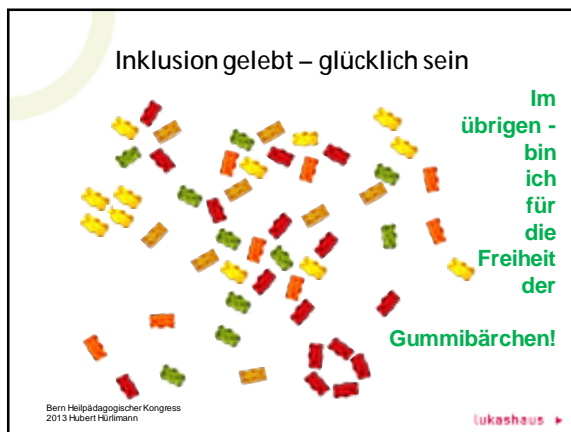 Inklusion gelebt – glücklich sein
Im
übrigen -
bin
ich
für
die
Freiheit
der
Gummibärchen!
Bern Heilpädagogischer Kongress
2013 Hubert Hürlimann
lukashaus